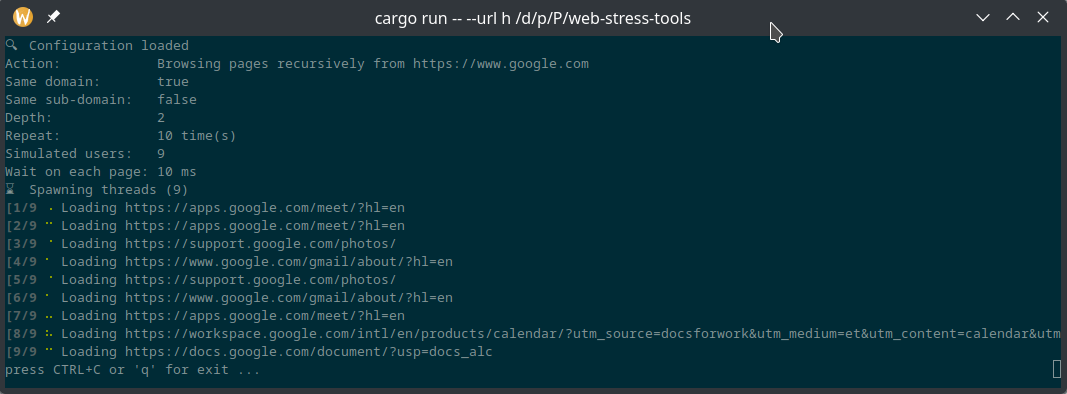 cargo run -- --url h /d/p/P/web-stress-tools
Configuration loaded
Action: Browsing pages recursively from https://www.google.com
Same domain: true
Same sub-domain: false
Depth: 2
Repeat: 10 time(s)
Simulated users: 9
Wait on each page: 10 ms
Spawning threads (9)
[1/9 Loading https://apps.google.com/meet/?hl=en
[2/9 Loading https://apps.google.com/meet/?hl=en
[3/9 Loading https://support.google.com/photos/
[4/9 Loading https://www.google.com/gmail/about/?hl=en
[5/9 Loading https://support.google.com/photos/
[6/9 Loading https://www.google.com/gmail/about/?hl=en
[7/9 Loading https://apps.google.com/meet/?hl=en
[8/9 Loading https://workspace.google.com/intl/en/products/calendar/?utm_source=docsforwork&utm_medium=et&utm_content=calendar&utm
[9/9 Loading https://docs.google.com/document/?usp=docs_alc
press CTRL+C or 'q' for exit ...